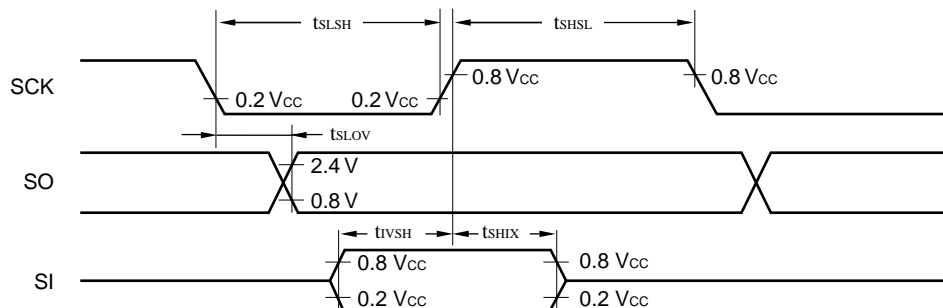 tSLSH tSHSL
SCK 0.8 VCC 0.8 VCC
0.2 VCC 0.2 VCC
tSLOV
SO 2.4 V
0.8 V
tIVSH tSHIX
0.8 VCC 0.8 VCC
SI
0.2 VCC 0.2 VCC